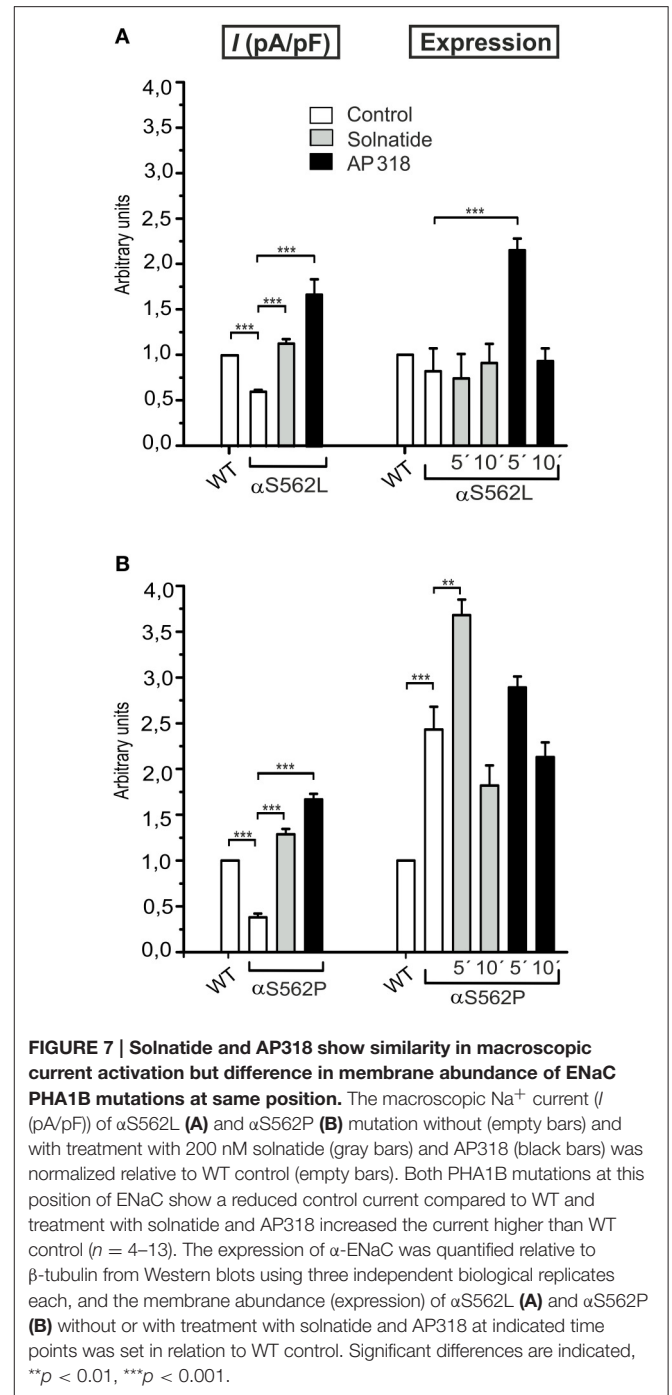 A
I (pA/pF)
Expression
4,0
3,5
3,0
2,5
2,0
1,5
1,0
0,5
0,0
Arbitrary units
Control
Solnatide
AP318
***
***
***
***
WT
αS562L
WT
5´ 10´ 5´ 10´
αS562L
B
4,0
3,5
3,0
2,5
2,0
1,5
1,0
0,5
0,0
Arbitrary units
***
***
***
***
**
WT
αS562P
WT
5´ 10´ 5´ 10´
αS562P
FIGURE 7 | Solnatide and AP318 show similarity in macroscopic
current activation but difference in membrane abundance of ENaC
PHA1B mutations at same position. The macroscopic Na⁺ current (I
(pA/pF)) of αS562L (A) and αS562P (B) mutation without (empty bars) and
with treatment with 200 nM solnatide (gray bars) and AP318 (black bars) was
normalized relative to WT control (empty bars). Both PHA1B mutations at this
position of ENaC show a reduced control current compared to WT and
treatment with solnatide and AP318 increased the current higher than WT
control (n = 4–13). The expression of α-ENaC was quantified relative to
β-tubulin from Western blots using three independent biological replicates
each, and the membrane abundance (expression) of αS562L (A) and αS562P
(B) without or with treatment with solnatide and AP318 at indicated time
points was set in relation to WT control. Significant differences are indicated,
**p < 0.01, ***p < 0.001.